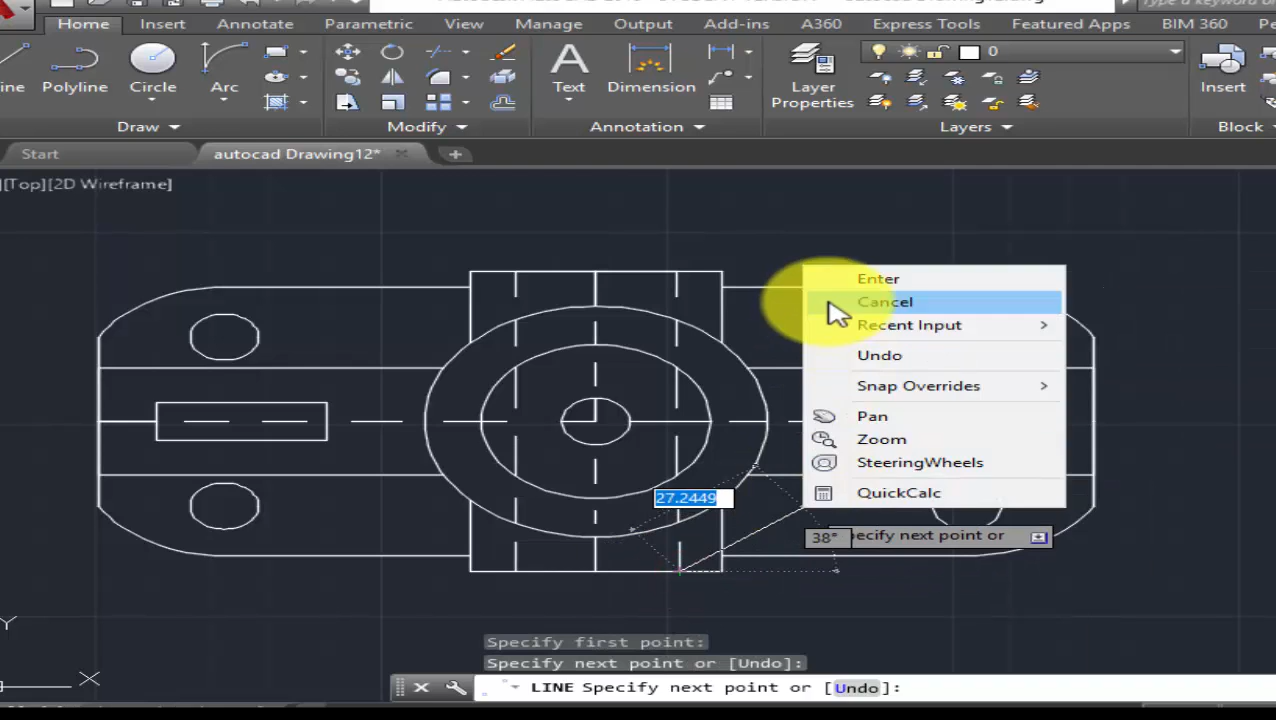 Home Insert Annotate Parametric View Manage Output Add-ins A360 Express Tools Featured Apps BIM 360
0
Polyline Circle Arc Text Dimension Layer Properties Insert
Draw Modify Annotation Layers Block
Start autocad Drawing12*
[Top][2D Wireframe]
Enter
Cancel
Recent Input
Undo
Snap Overrides
Pan
Zoom
SteeringWheels
QuickCalc
27.2449
38° ecify next point or
Y
X
Specify first point:
Specify next point or [Undo]:
LINE Specify next point or [Undo]: